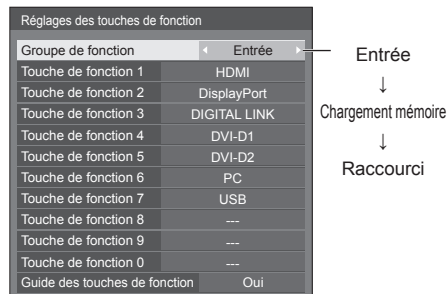 Réglages des touches de fonction
Groupe de fonction Entrée
Touche de fonction 1 HDMI
Touche de fonction 2 DisplayPort
Touche de fonction 3 DIGITAL LINK
Touche de fonction 4 DVI-D1
Touche de fonction 5 DVI-D2
Touche de fonction 6 PC
Touche de fonction 7 USB
Touche de fonction 8 ---
Touche de fonction 9 ---
Touche de fonction 0 ---
Guide des touches de fonction Oui
Entrée
↓
Chargement mémoire
↓
Raccourci